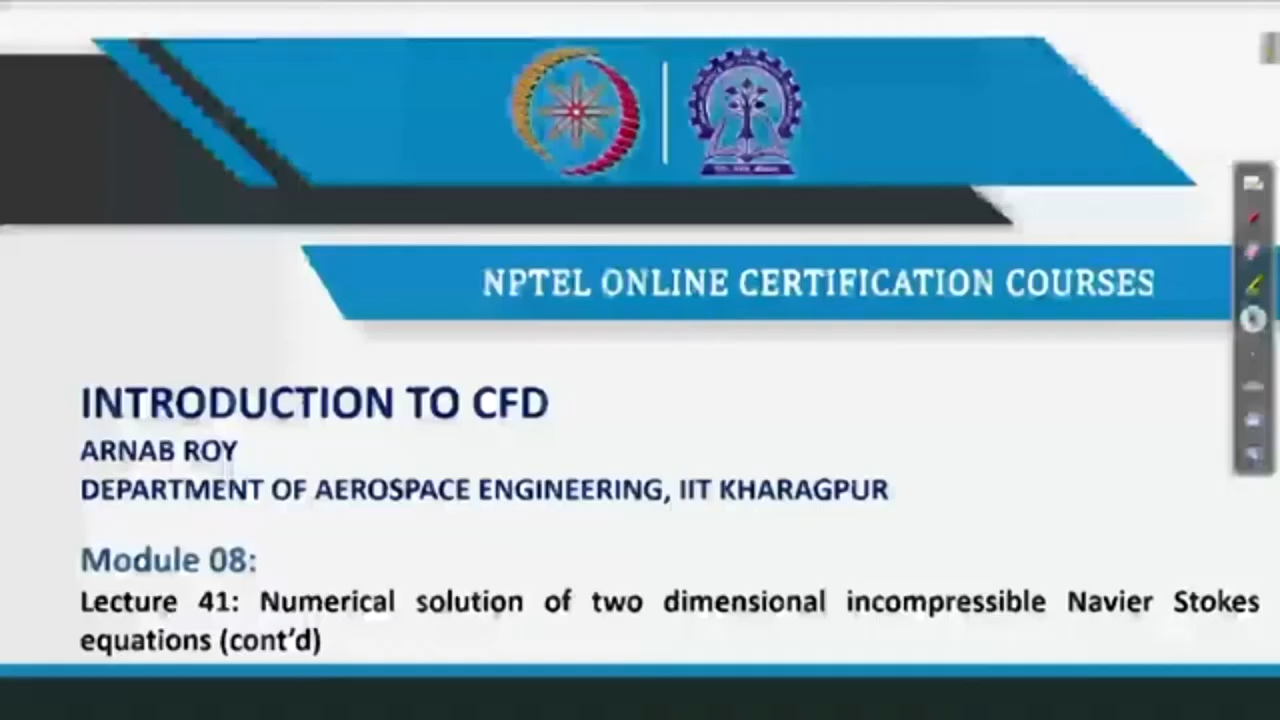 NPTEL ONLINE CERTIFICATION COURSES
INTRODUCTION TO CFD
ARNAB ROY
DEPARTMENT OF AEROSPACE ENGINEERING, IIT KHARAGPUR
Module 08:
Lecture 41: Numerical solution of two dimensional incompressible Navier Stokes
equations (cont’d)